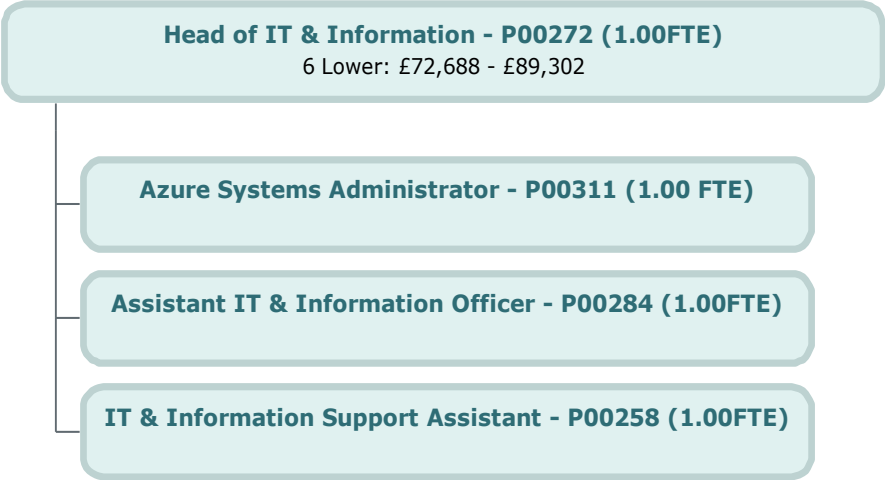 Head of IT & Information - P00272 (1.00FTE)
6 Lower: £72,688 - £89,302
Azure Systems Administrator - P00311 (1.00 FTE)
Assistant IT & Information Officer - P00284 (1.00FTE)
IT & Information Support Assistant - P00258 (1.00FTE)